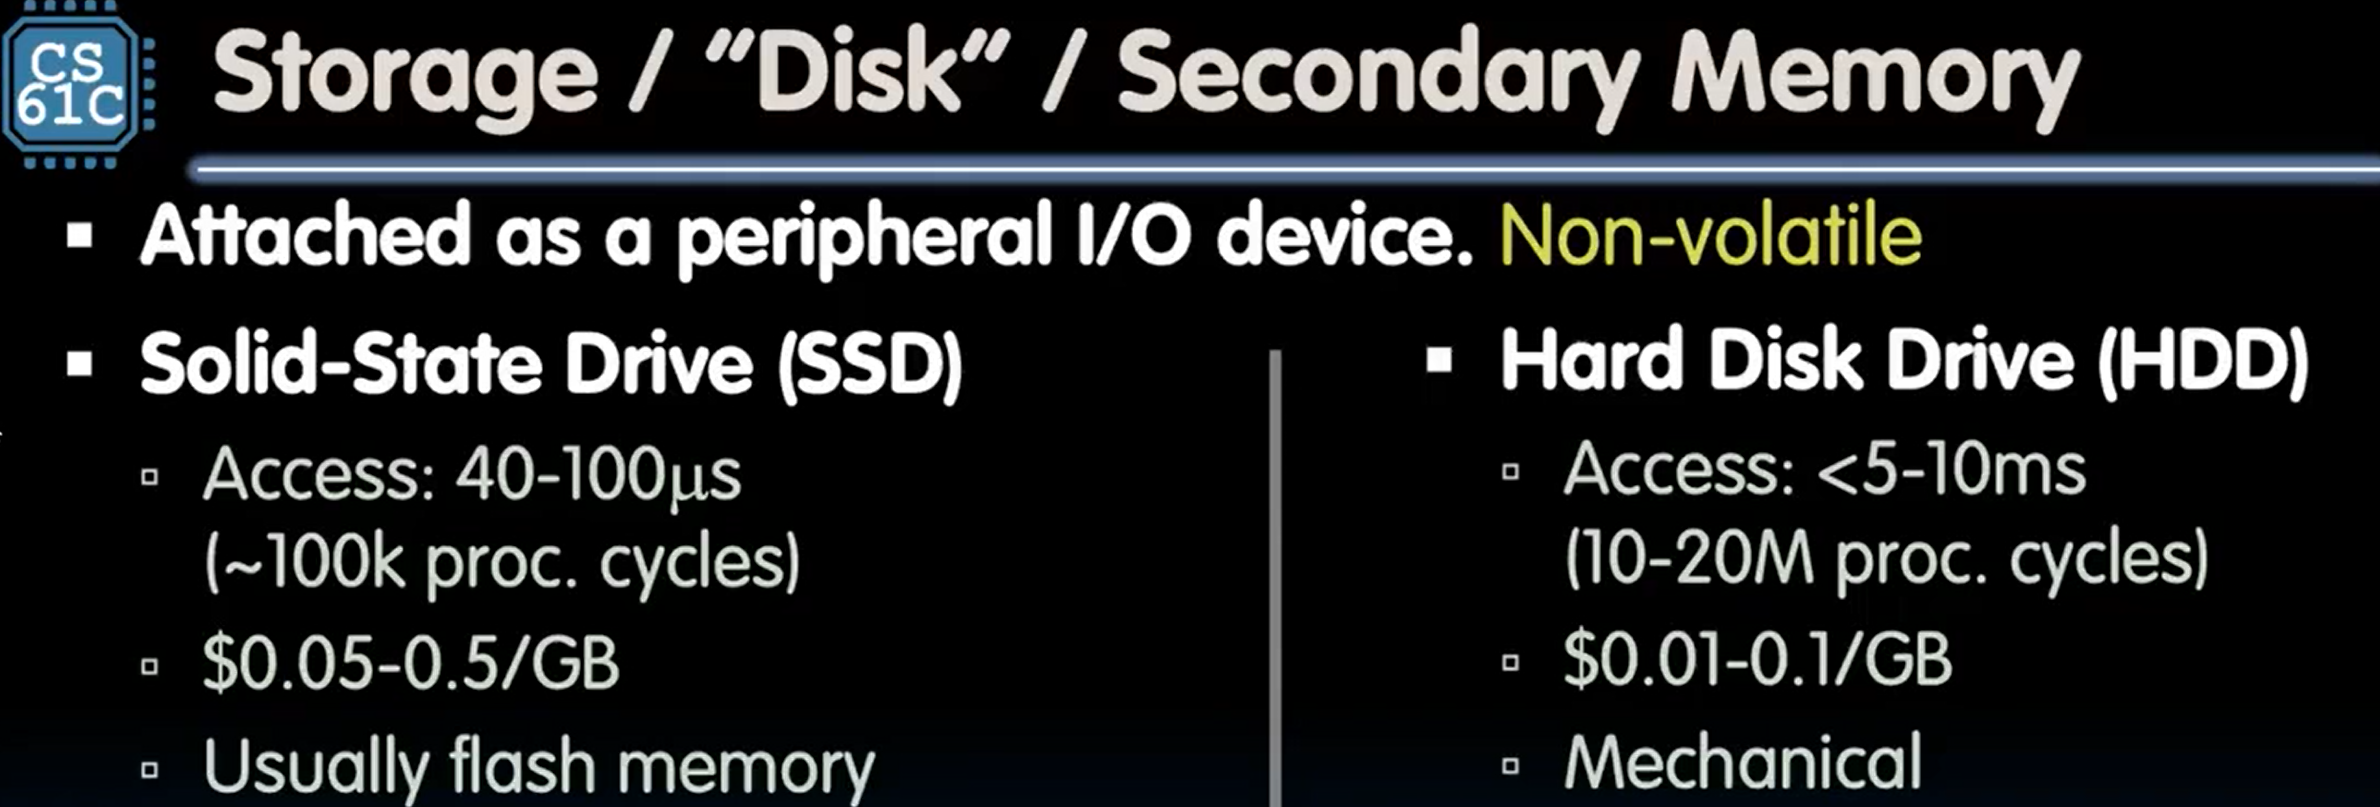 CS
61C
Storage / "Disk" / Secondary Memory
▪ Attached as a peripheral I/O device. Non-volatile
▪ Solid-State Drive (SSD)
▫ Access: 40-100μs
(~100k proc. cycles)
▫ $0.05-0.5/GB
▫ Usually flash memory
▪ Hard Disk Drive (HDD)
▫ Access: <5-10ms
(10-20M proc. cycles)
▫ $0.01-0.1/GB
▫ Mechanical